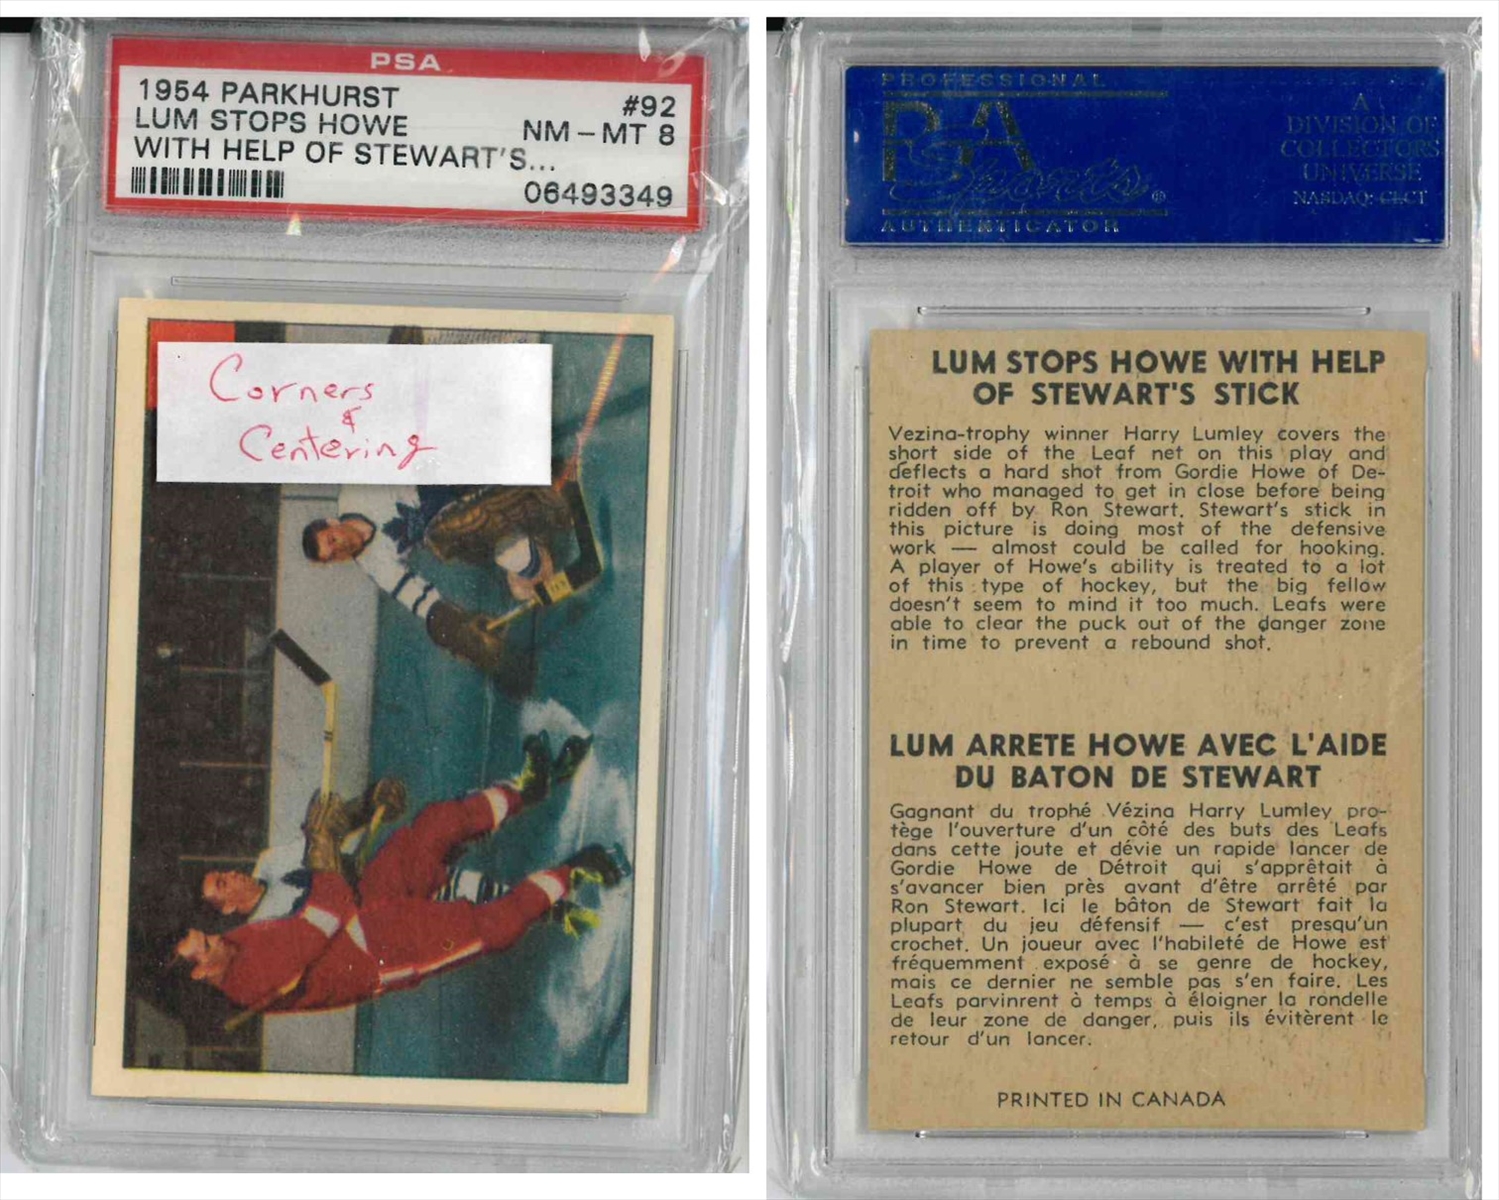 PSA
1954 PARKHURST #92
LUM STOPS HOWE NM - MT 8
WITH HELP OF STEWART'S...
06493349
Corners
&
Centering
PROFESSIONAL
PSA
Sports ®
AUTHENTICATOR
A
DIVISION OF
COLLECTORS
UNIVERSE
NASDAQ: CLCT
LUM STOPS HOWE WITH HELP
OF STEWART'S STICK
Vezina-trophy winner Harry Lumley covers the
short side of the Leaf net on this play and
deflects a hard shot from Gordie Howe of De-
troit who managed to get in close before being
ridden off by Ron Stewart. Stewart's stick in
this picture is doing most of the defensive
work — almost could be called for hooking.
A player of Howe's ability is treated to a lot
of this type of hockey, but the big fellow
doesn't seem to mind it too much. Leafs were
able to clear the puck out of the danger zone
in time to prevent a rebound shot.
LUM ARRETE HOWE AVEC L'AIDE
DU BATON DE STEWART
Gagnant du trophé Vézina Harry Lumley pro-
tège l'ouverture d'un côté des buts des Leafs
dans cette joute et dévie un rapide lancer de
Gordie Howe de Détroit qui s'apprêtait à
s'avancer bien près avant d'être arrêté par
Ron Stewart. Ici le bâton de Stewart fait la
plupart du jeu défensif — c'est presqu'un
crochet. Un joueur avec l'habileté de Howe est
fréquemment exposé à se genre de hockey,
mais ce dernier ne semble pas s'en faire. Les
Leafs parvinrent à temps à éloigner la rondelle
de leur zone de danger, puis ils évitèrent le
retour d'un lancer.
PRINTED IN CANADA